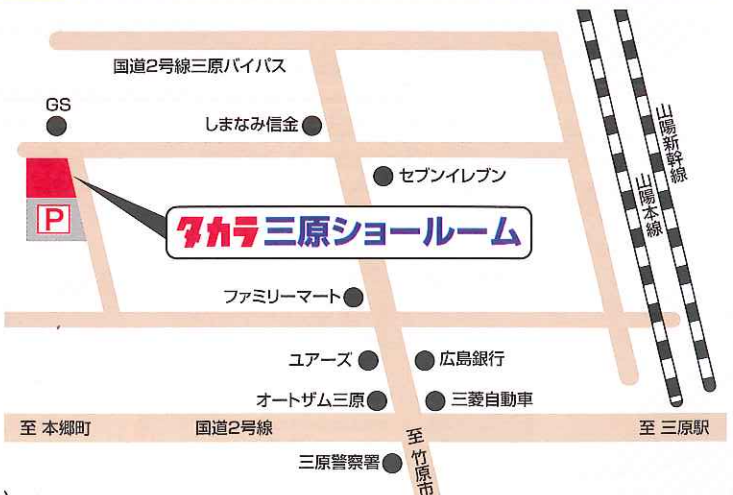 国道2号線三原バイパス
GS
しまなみ信金
山陽新幹線
セブンイレブン
山陽本線
P
タカラ三原ショールーム
ファミリーマート
ユアーズ
広島銀行
オートザム三原
三菱自動車
至 本郷町
国道2号線
至 竹原市
至 三原駅
三原警察署